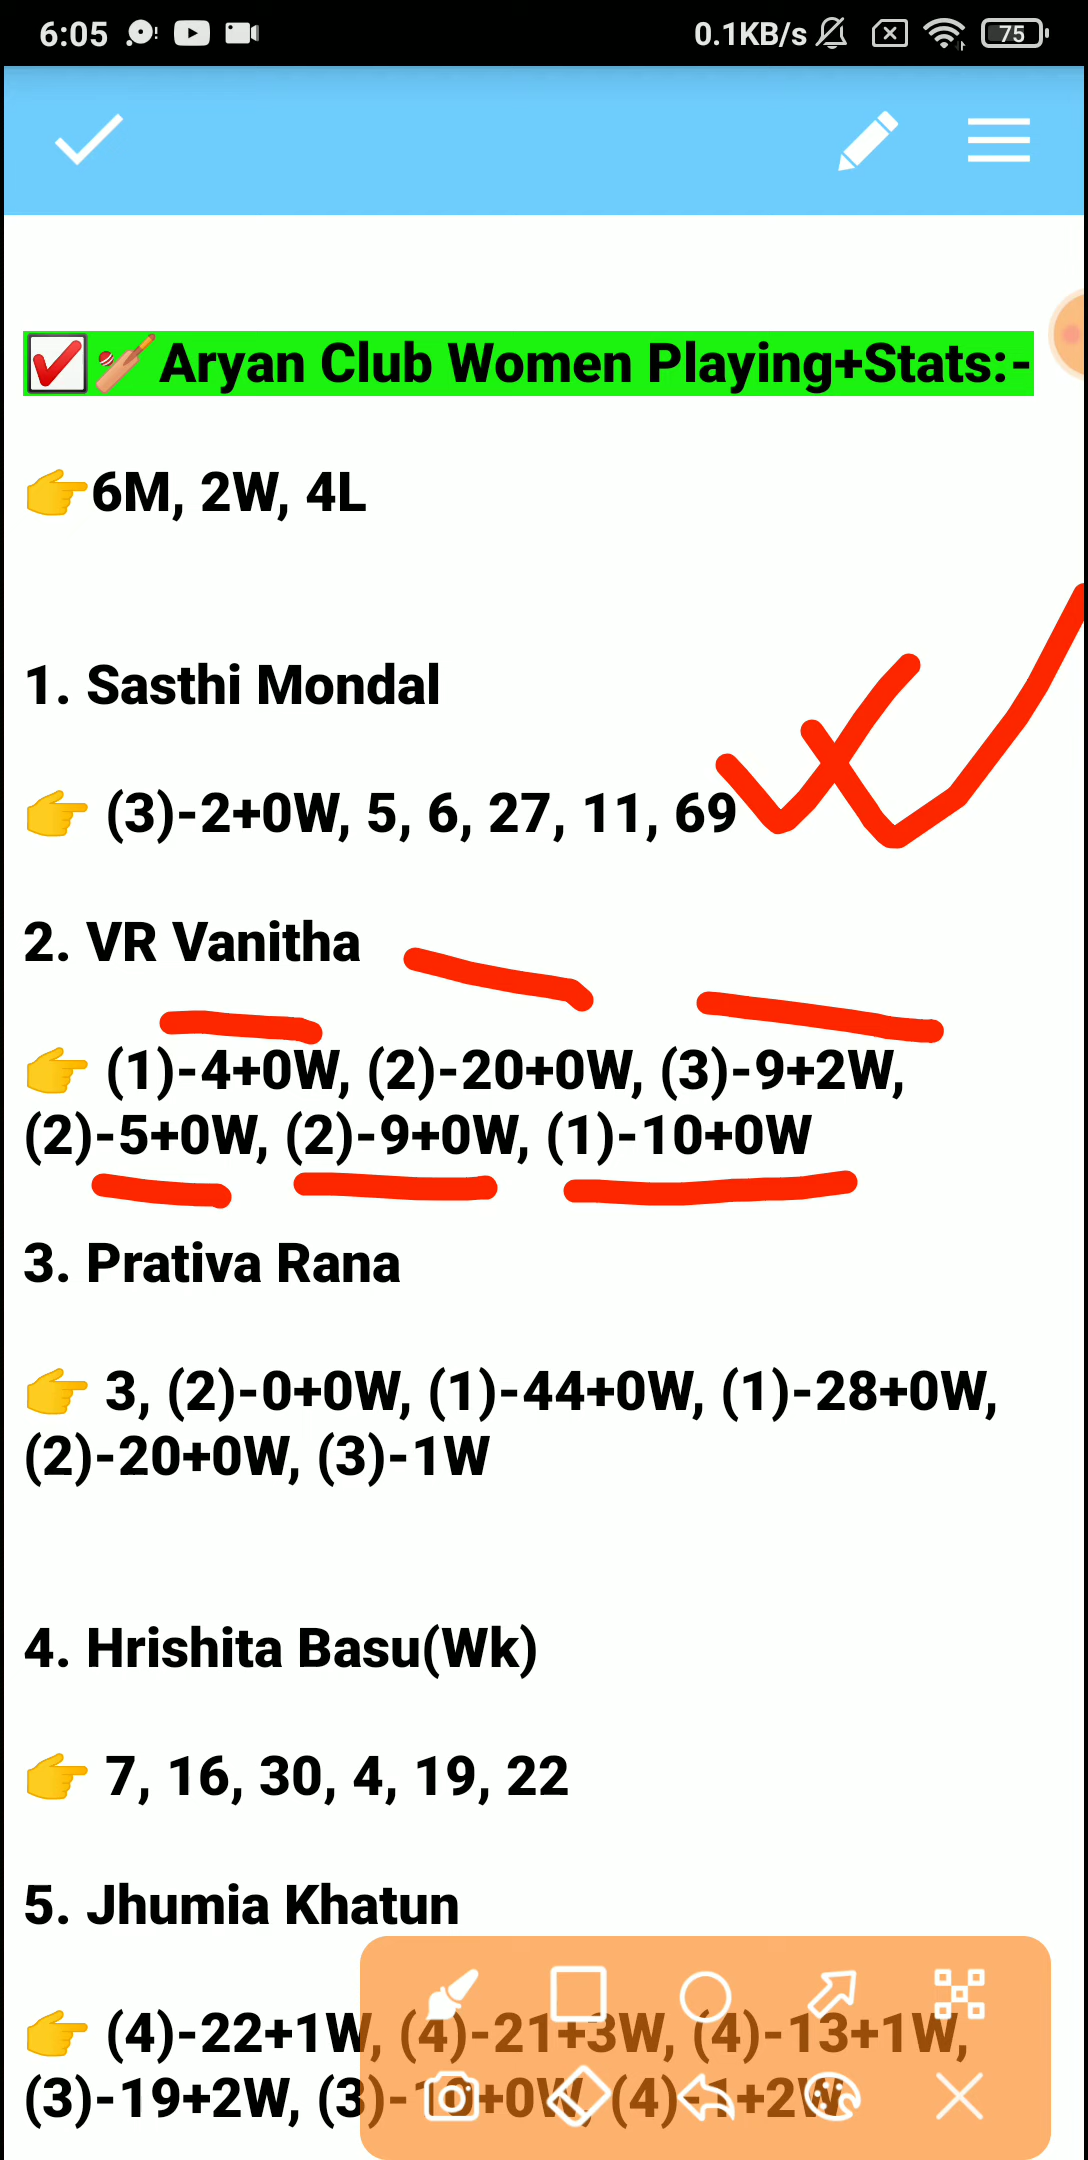 6:05
0.1KB/s
75
Aryan Club Women Playing+Stats:-
👉6M, 2W, 4L
1. Sasthi Mondal
👉 (3)-2+0W, 5, 6, 27, 11, 69
2. VR Vanitha
👉 (1)-4+0W, (2)-20+0W, (3)-9+2W,
(2)-5+0W, (2)-9+0W, (1)-10+0W
3. Prativa Rana
👉 3, (2)-0+0W, (1)-44+0W, (1)-28+0W,
(2)-20+0W, (3)-1W
4. Hrishita Basu(Wk)
👉 7, 16, 30, 4, 19, 22
5. Jhumia Khatun
👉 (4)-22+1W, (4)-21+3W, (4)-13+1W,
(3)-19+2W, (4)-1+2W